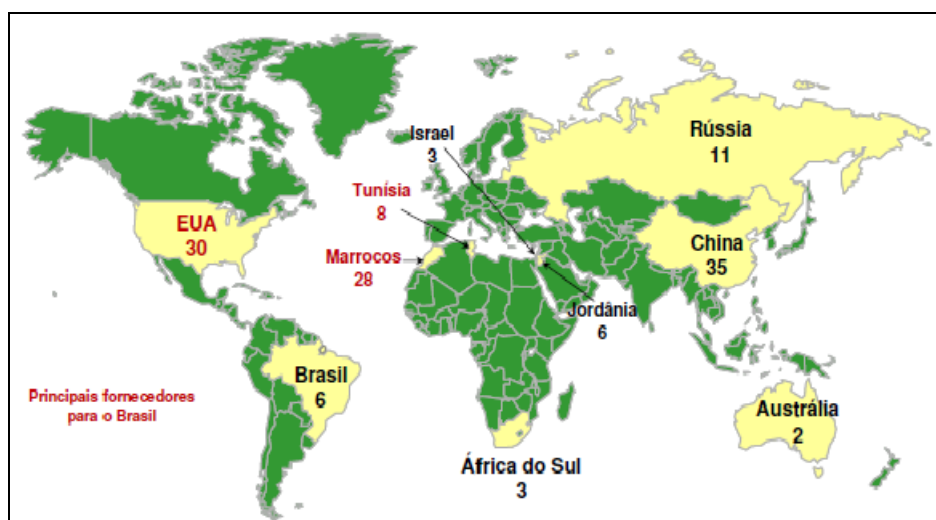 Israel
3
Rússia
11
Tunísia
8
EUA
30
Marrocos
28
China
35
Jordânia
6
Brasil
6
Principais fornecedores
para o Brasil
Austrália
2
África do Sul
3